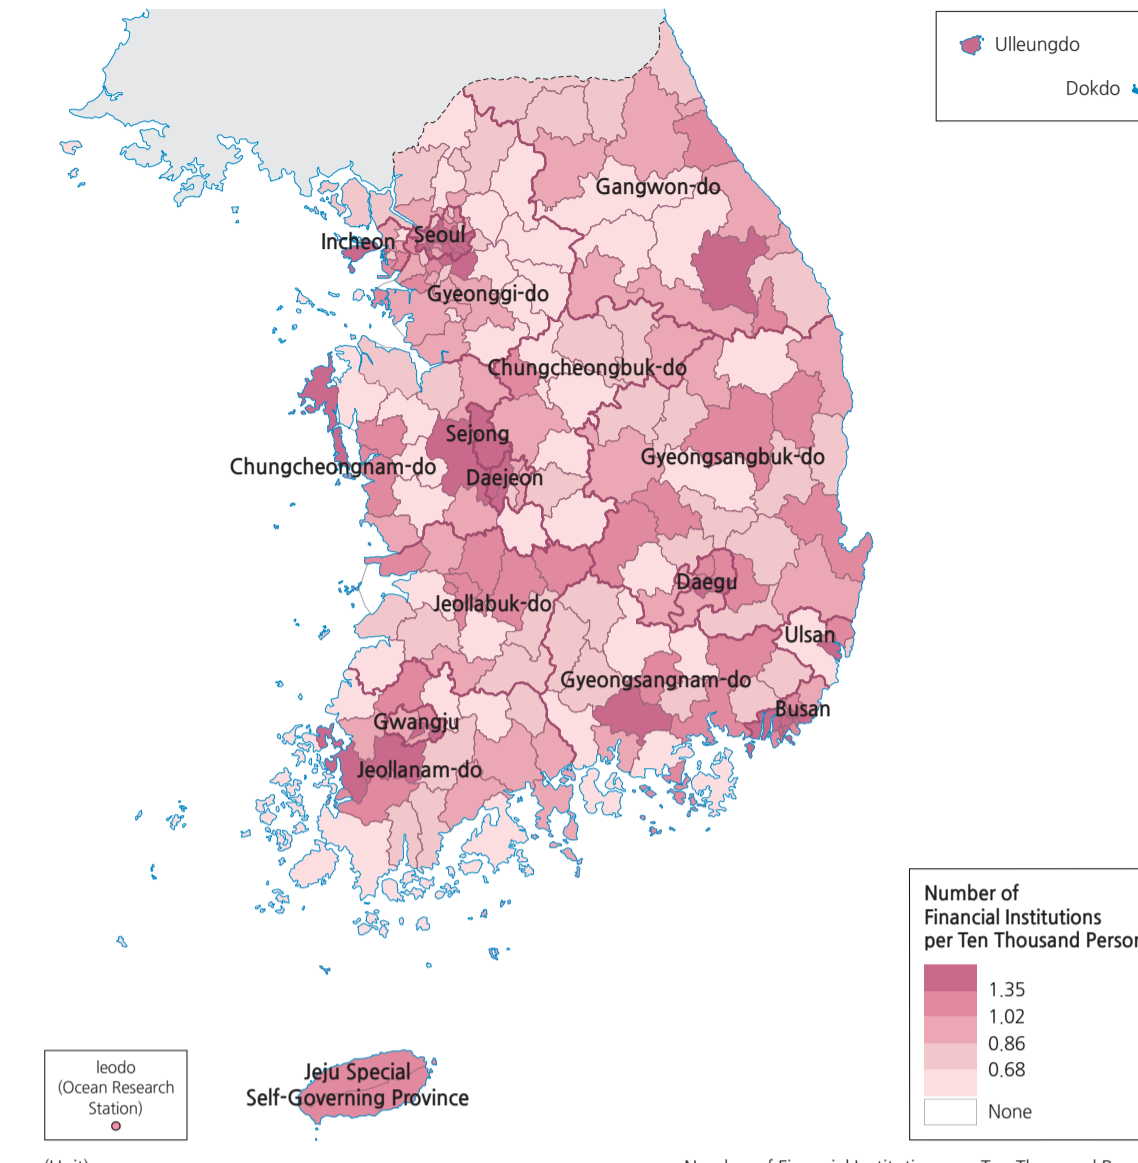 Ulleungdo
Dokdo
Gangwon-do
Incheon
Seoul
Gyeonggi-do
Chungcheongbuk-do
Sejong
Gyeongsangbuk-do
Chungcheongnam-do
Daejeon
Daegu
Jeollabuk-do
Ulsan
Gyeongsangnam-do
Busan
Gwangju
Jeollanam-do
Number of
Financial Institutions
per Ten Thousand Person
1.35
1.02
0.86
0.68
None
Ieodo
(Ocean Research
Station)
Jeju Special
Self-Governing Province